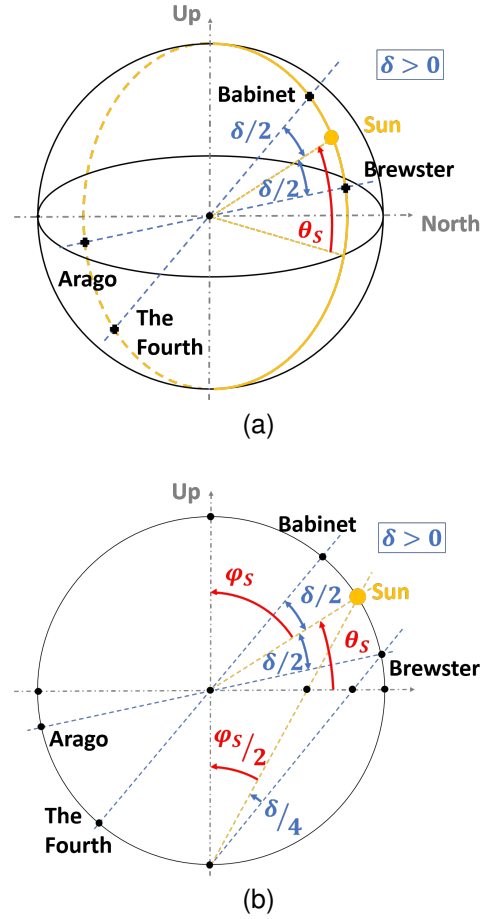 Up
δ > 0
Babinet
Sun
δ/2
Brewster
δ/2
North
θS
Arago
The
Fourth
(a)
Up
Babinet
δ > 0
φS
δ/2
Sun
θS
δ/2
Brewster
Arago
φS/2
The
Fourth
δ/4
(b)